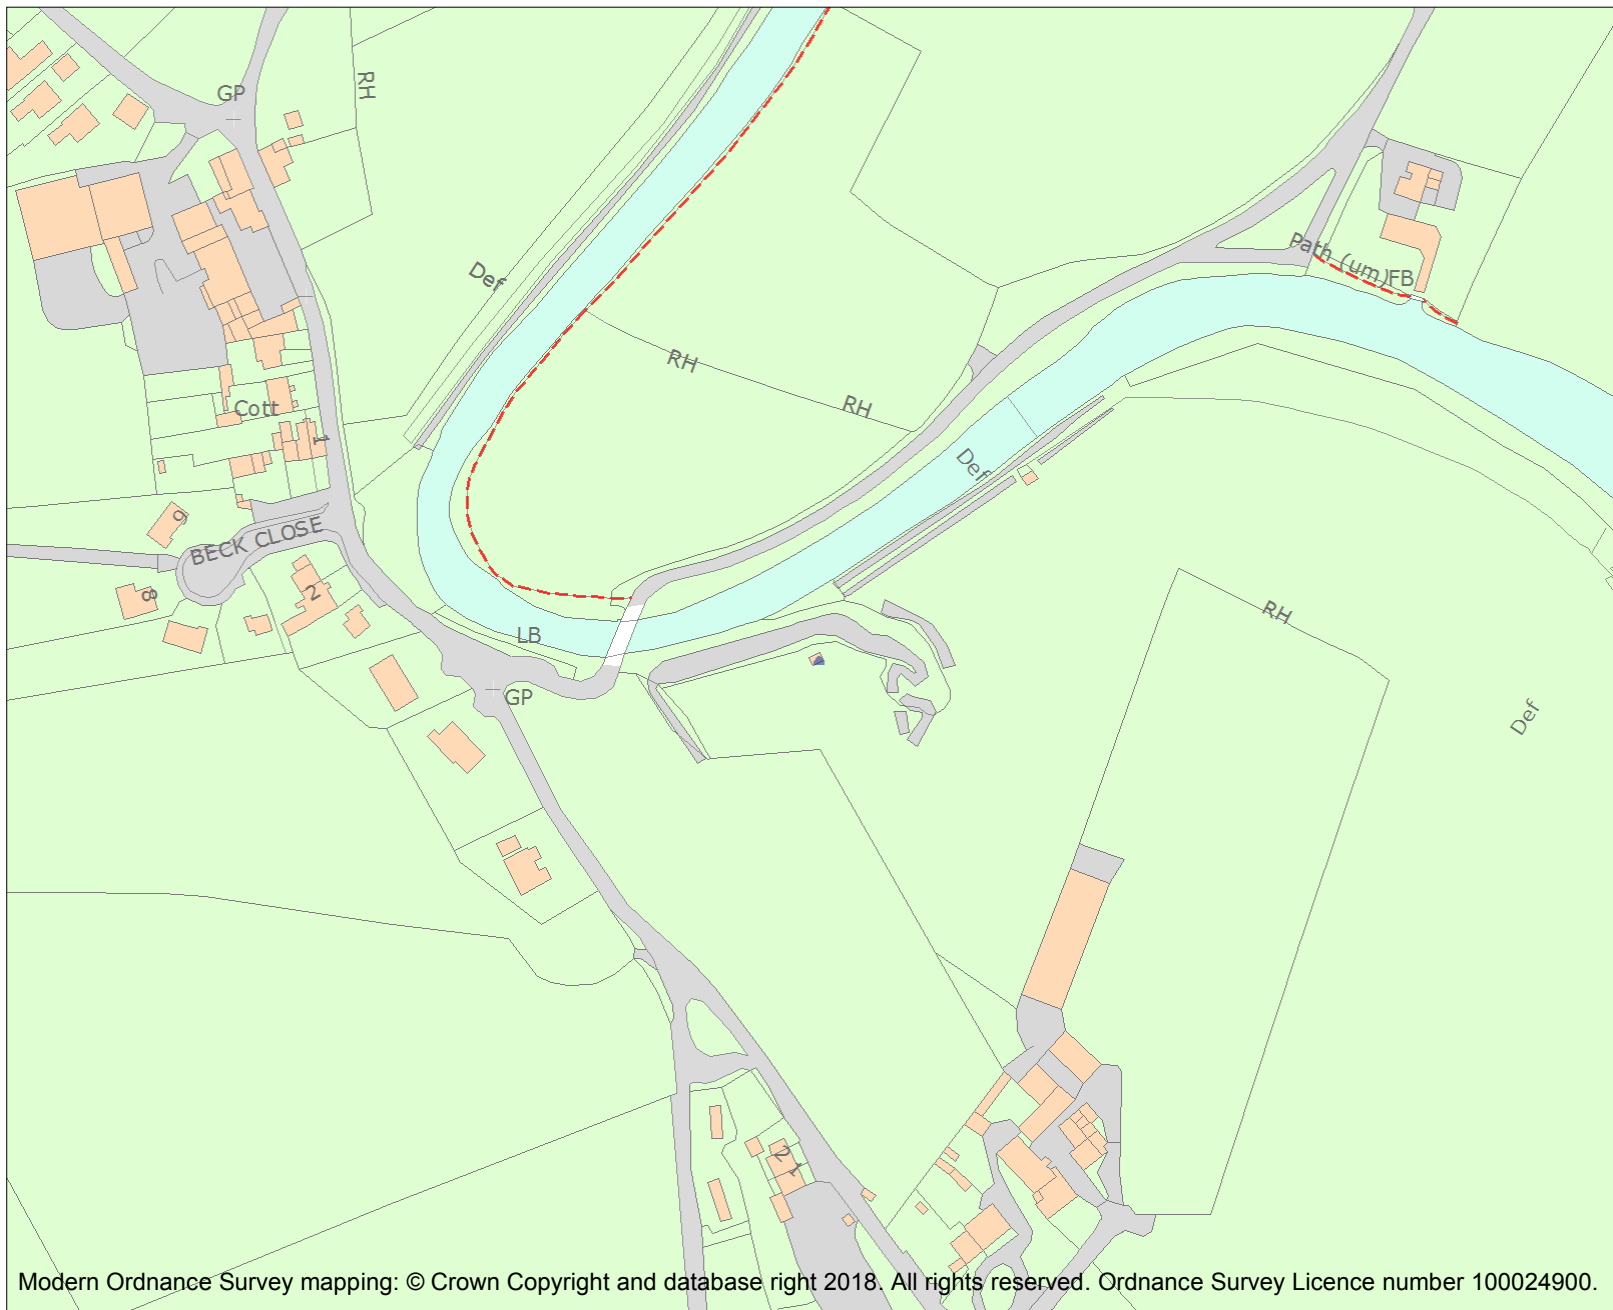 RH
GP
Path (um)
FB
Def
RH
RH
Cott
1
Def
9
BECK CLOSE
8
2
RH
LB
GP
Def
2
1
Modern Ordnance Survey mapping: © Crown Copyright and database right 2018. All rights reserved. Ordnance Survey Licence number 100024900.